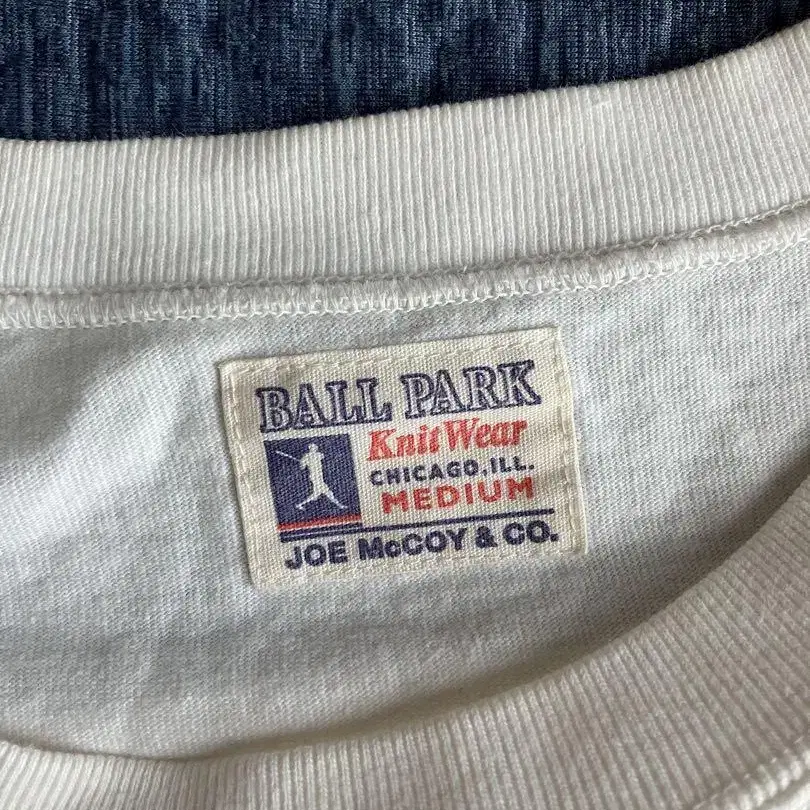 BALL PARK
Knit Wear
CHICAGO, ILL.
MEDIUM
JOE McCOY & CO.